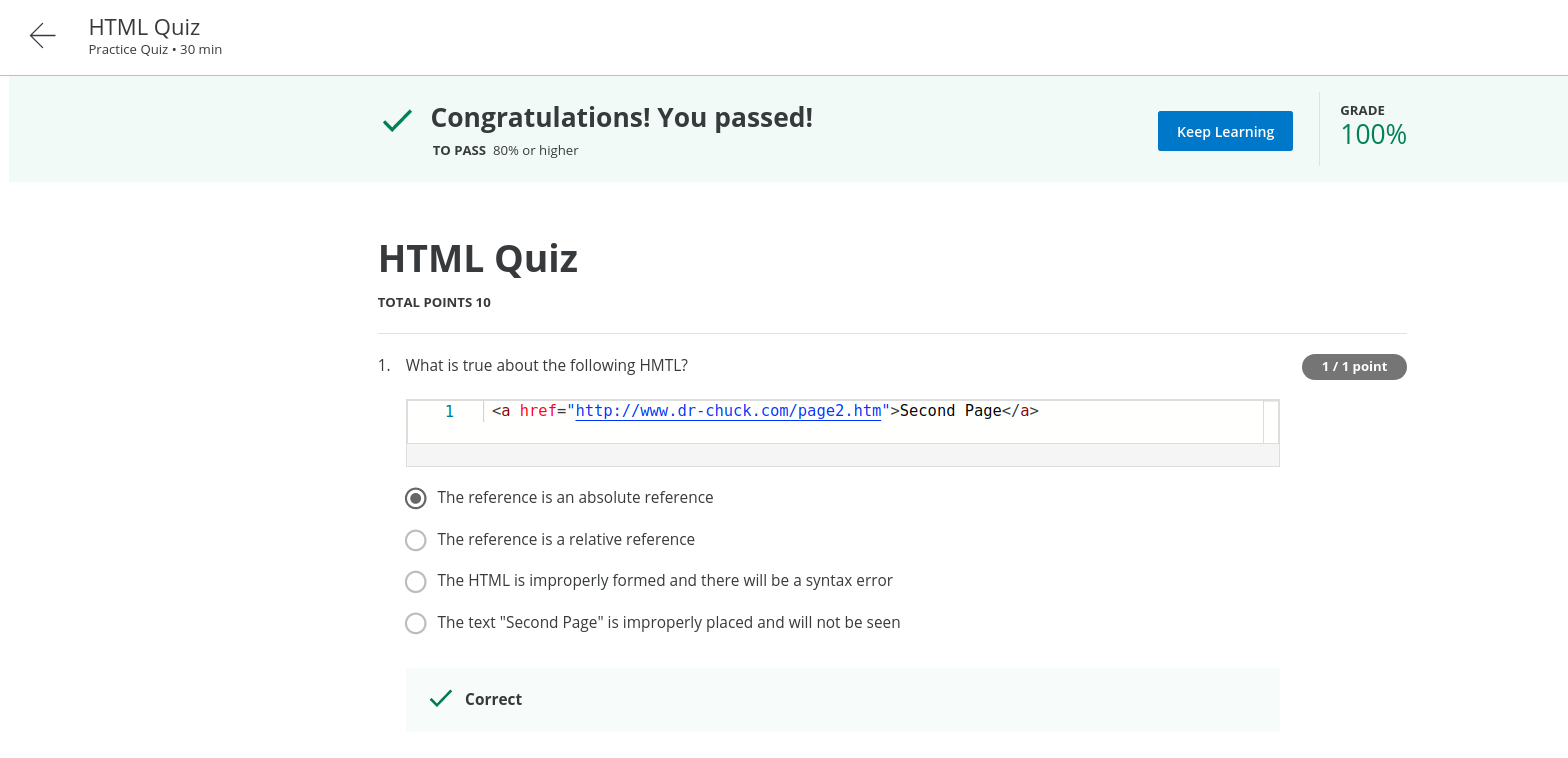 HTML Quiz
Practice Quiz • 30 min
Congratulations! You passed!
TO PASS 80% or higher
Keep Learning
GRADE
100%
HTML Quiz
TOTAL POINTS 10
1. What is true about the following HMTL?
1 / 1 point
1 <a href="http://www.dr-chuck.com/page2.htm">Second Page</a>
The reference is an absolute reference
The reference is a relative reference
The HTML is improperly formed and there will be a syntax error
The text "Second Page" is improperly placed and will not be seen
Correct